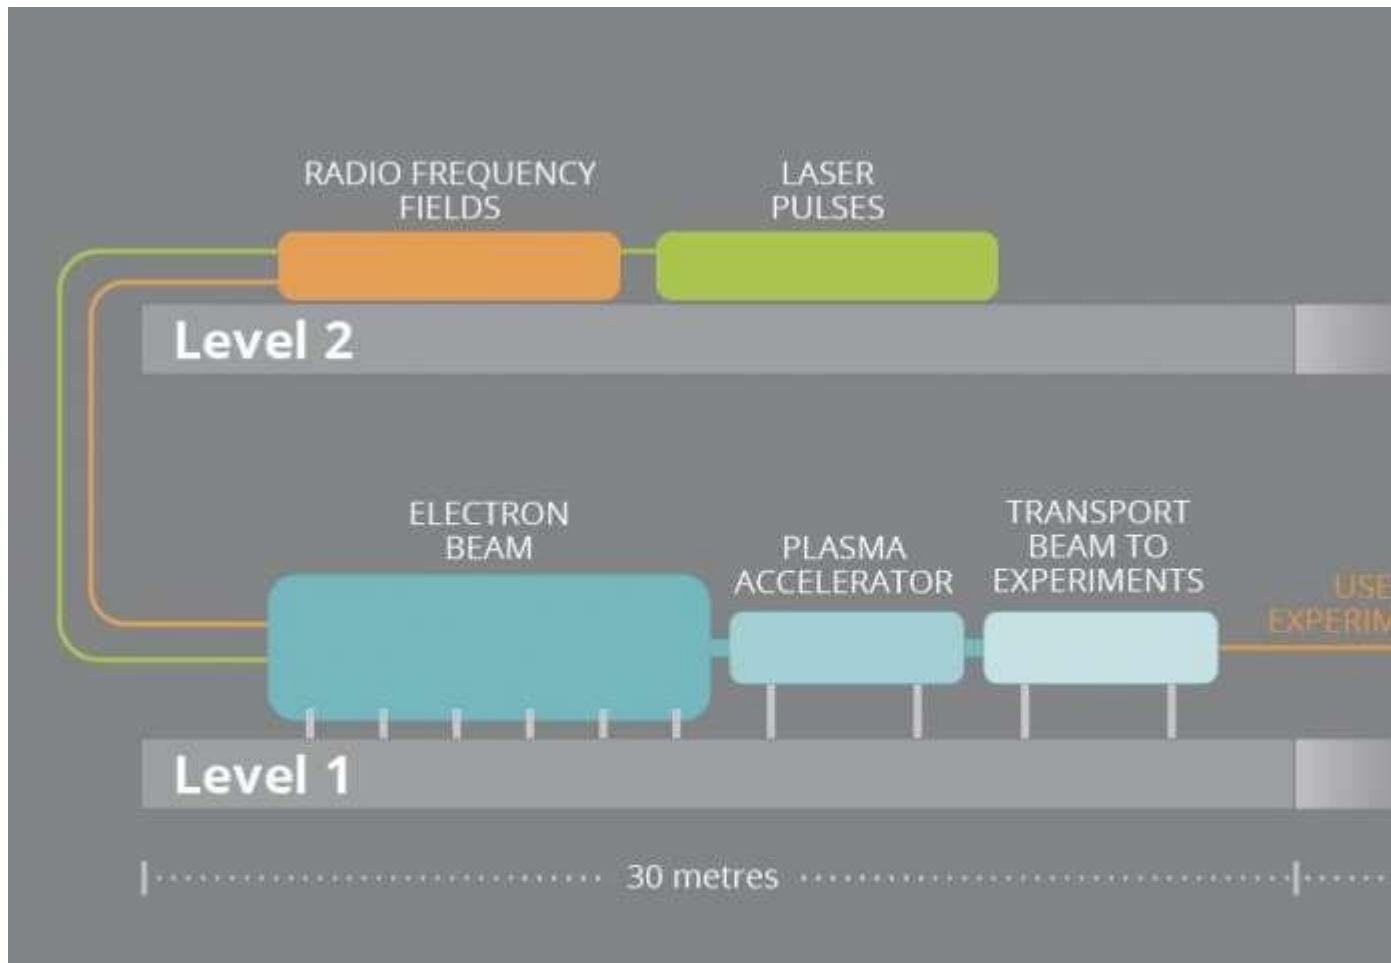 RADIO FREQUENCY
FIELDS
LASER
PULSES
Level 2
ELECTRON
BEAM
PLASMA
ACCELERATOR
TRANSPORT
BEAM TO
EXPERIMENTS
Level 1
30 metres